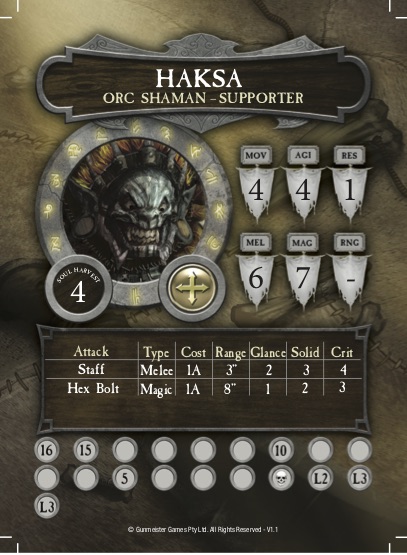 HAKSA
ORC SHAMAN - SUPPORTER
MOV AGI RES
4 4 1
MEL MAG RNG
6 7 -
SOUL HARVEST
4
Attack Type Cost Range Glance Solid Crit
Staff Melee 1A 3" 2 3 4
Hex Bolt Magic 1A 8" 1 2 3
16 15 10
5 L2 L3
L3
© Gunmeister Games Pty Ltd. All Rights Reserved - V1.1